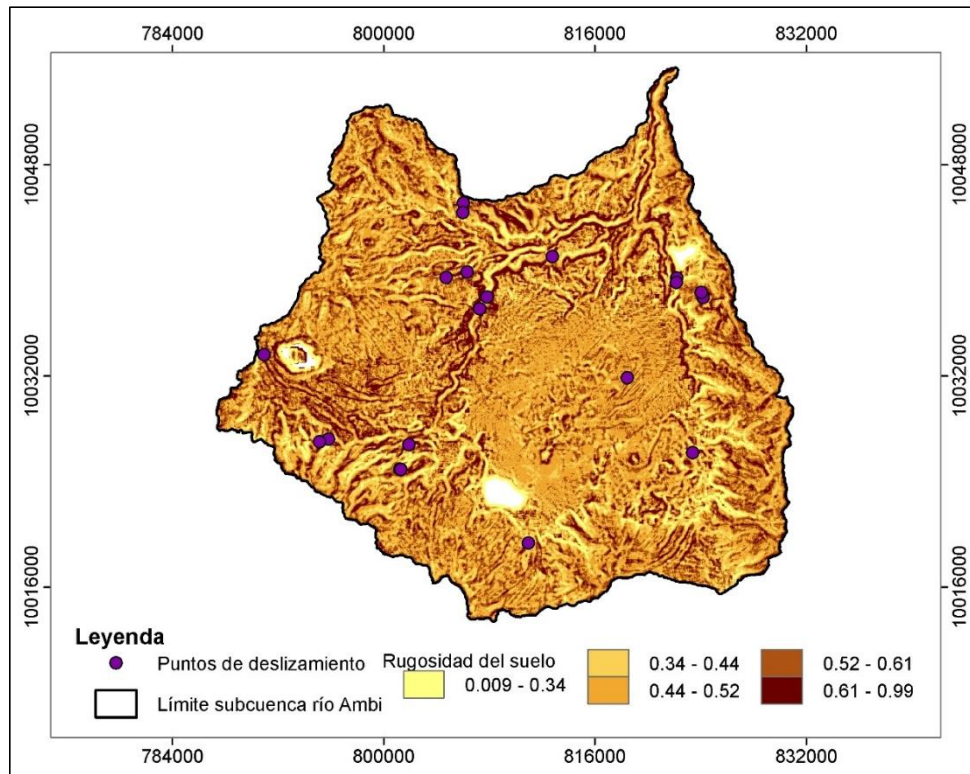 784000 800000 816000 832000
10048000 10048000
10032000 10032000
10016000 10016000
Leyenda
Puntos de deslizamiento
Límite subcuenca río Ambi
Rugosidad del suelo
0.009 - 0.34
0.34 - 0.44
0.44 - 0.52
0.52 - 0.61
0.61 - 0.99
784000 800000 816000 832000